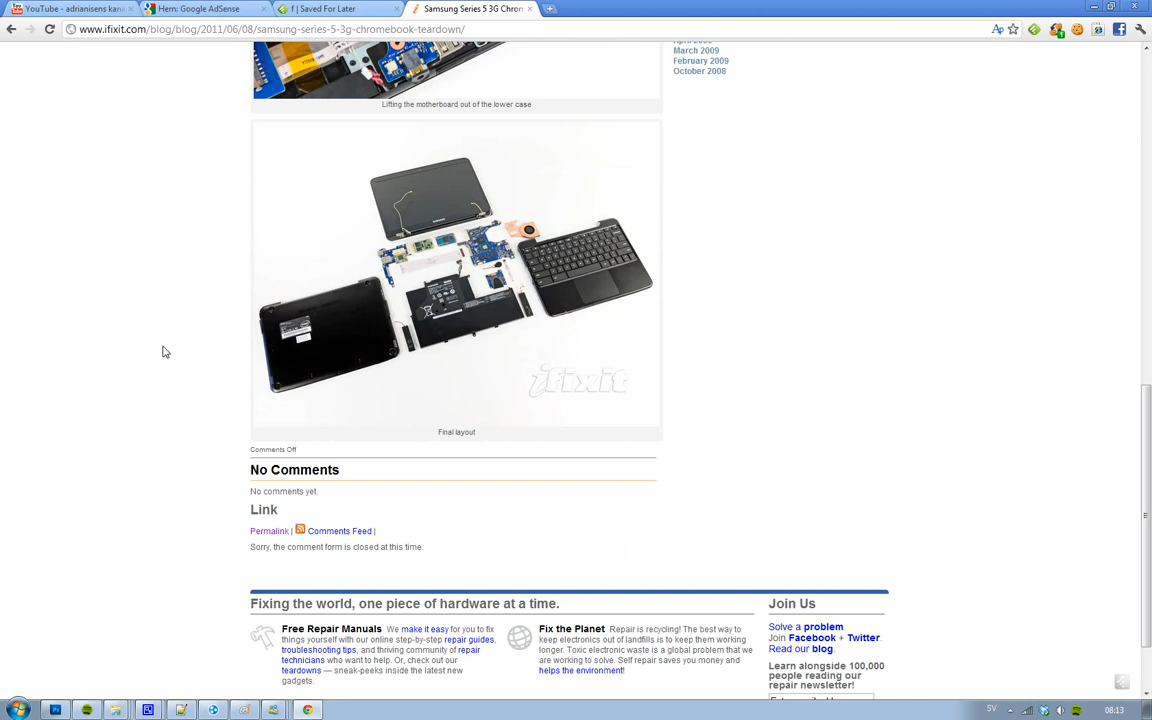 YouTube - adrianisens kana
Hem: Google AdSense
f | Saved For Later
Samsung Series 5 3G Chrom
www.ifixit.com/blog/blog/2011/06/08/samsung-series-5-3g-chromebook-teardown/
March 2009
February 2009
October 2008
Lifting the motherboard out of the lower case
ifixit
Final layout
Comments Off
No Comments
No comments yet.
Link
Permalink | Comments Feed |
Sorry, the comment form is closed at this time.
Fixing the world, one piece of hardware at a time.
Join Us
Free Repair Manuals We make it easy for you to fix
things yourself with our online step-by-step repair guides,
troubleshooting tips, and thriving community of repair
technicians who want to help. Or, check out our
teardowns — sneak-peeks inside the latest new
gadgets.
Fix the Planet Repair is recycling! The best way to
keep electronics out of landfills is to keep them working
longer. Toxic electronic waste is a global problem that we
are working to solve. Self repair saves you money and
helps the environment!
Solve a problem
Join Facebook + Twitter.
Read our blog.
Learn alongside 100,000
people reading our
repair newsletter!
SV
08:13